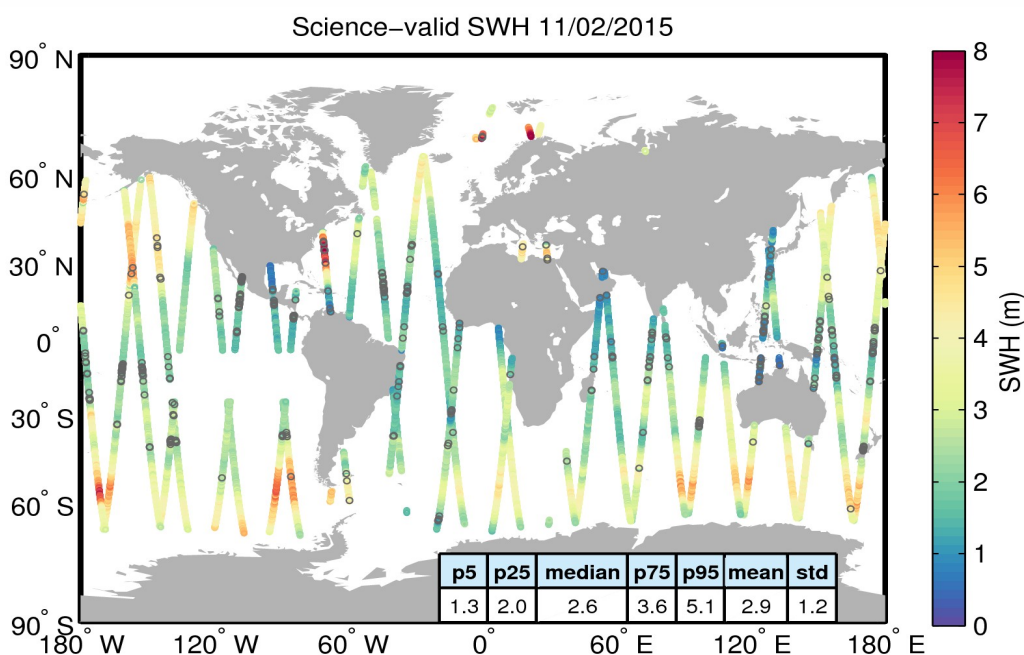 Science−valid SWH 11/02/2015
90° N
60° N
30° N
0°
30° S
60° S
90° S
180° W
120° W
60° W
0°
60° E
120° E
180° E
p5 p25 median p75 p95 mean std
1.3 2.0 2.6 3.6 5.1 2.9 1.2
8
7
6
5
4
3
2
1
0
SWH (m)